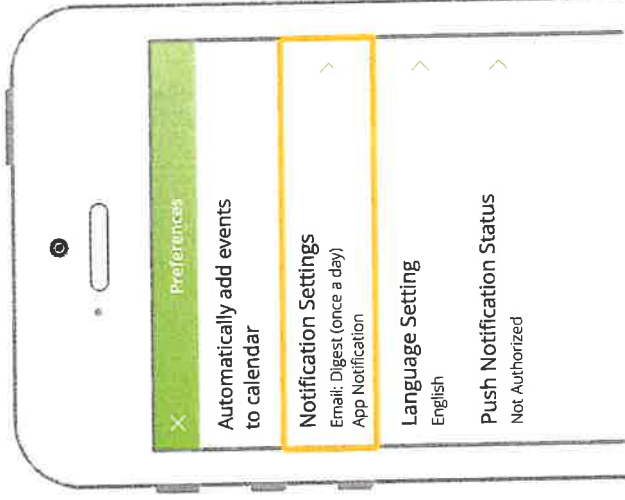 Preferences
Automatically add events
to calendar
Notification Settings
Email: Digest (once a day)
App Notification
Language Setting
English
Push Notification Status
Not Authorized